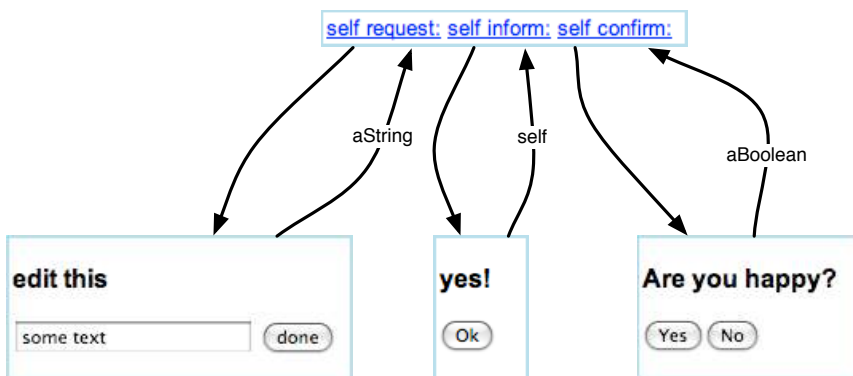 self request: self inform: self confirm:
aString
self
aBoolean
edit this
some text
done
yes!
Ok
Are you happy?
Yes
No